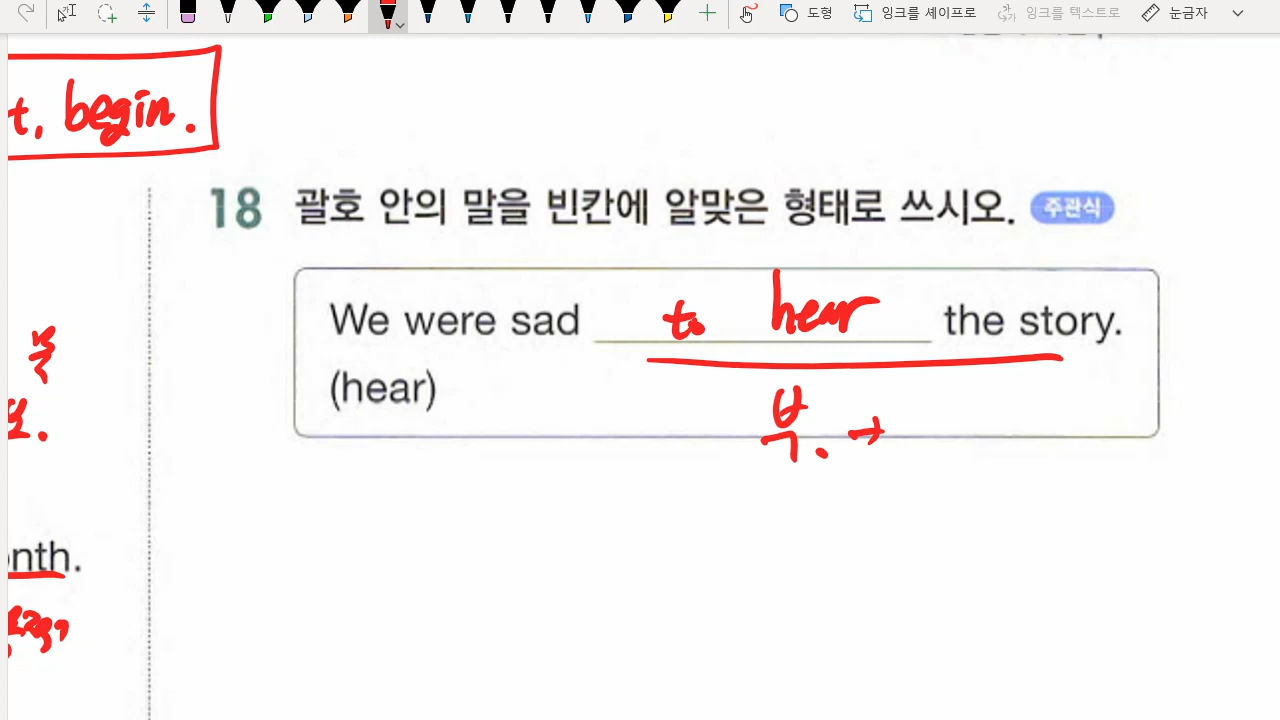 도형 잉크를 셰이프로 잉크를 텍스트로 눈금자
t, begin.
18 괄호 안의 말을 빈칸에 알맞은 형태로 쓰시오. 주관식
We were sad to hear the story.
(hear)
부. →
onth.